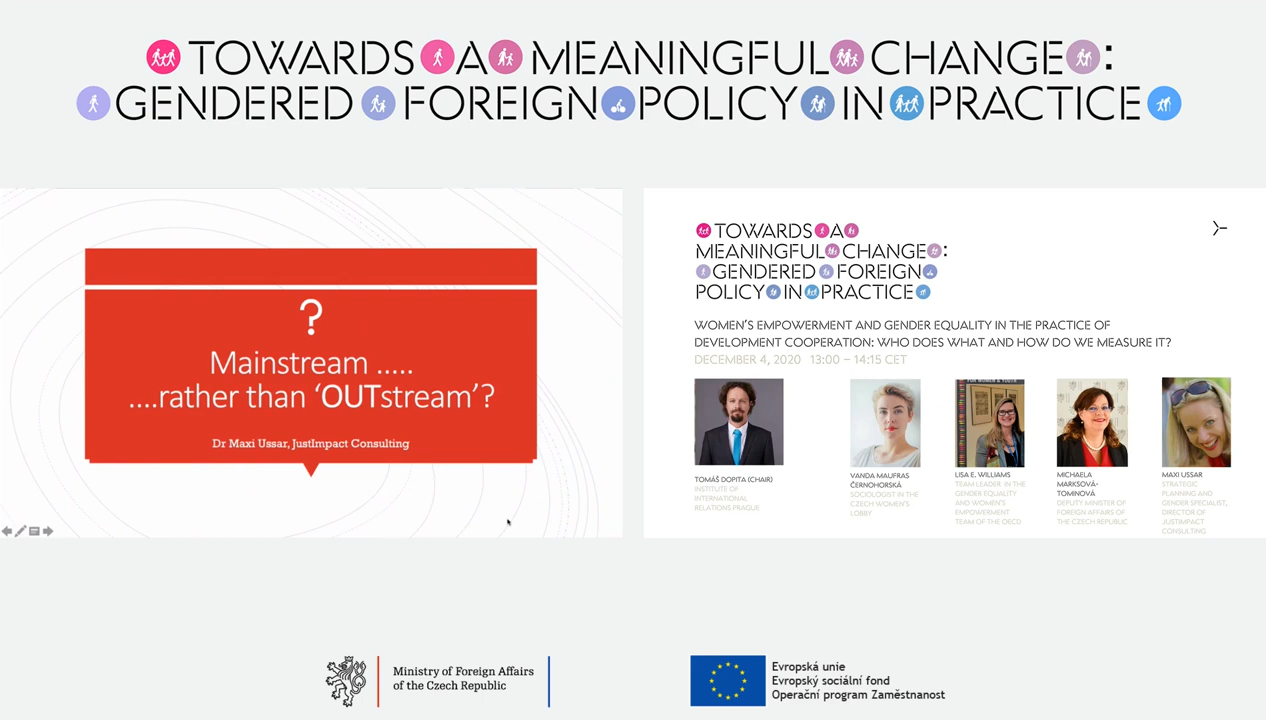 TOWARDS A MEANINGFUL CHANGE:
GENDERED FOREIGN POLICY IN PRACTICE
?
Mainstream .....
....rather than ‘OUTstream’?
Dr Maxi Ussar, JustImpact Consulting
TOWARDS A
MEANINGFUL CHANGE:
GENDERED FOREIGN
POLICY IN PRACTICE
WOMEN'S EMPOWERMENT AND GENDER EQUALITY IN THE PRACTICE OF
DEVELOPMENT COOPERATION: WHO DOES WHAT AND HOW DO WE MEASURE IT?
DECEMBER 4, 2020 13:00 – 14:15 CET
FOR WOMEN & YOUTH
TOMÁŠ DOPITA (CHAIR)
INSTITUTE OF
INTERNATIONAL
RELATIONS PRAGUE
VANDA MAUFRAS
ČERNOHORSKÁ
SOCIOLOGIST IN THE
CZECH WOMEN'S
LOBBY
LISA E. WILLIAMS
TEAM LEADER IN THE
GENDER EQUALITY
AND WOMEN'S
EMPOWERMENT
TEAM OF THE OECD
MICHAELA
MARKSOVÁ-
TOMINOVÁ
DEPUTY MINISTER OF
FOREIGN AFFAIRS OF
THE CZECH REPUBLIC
MAXI USSAR
STRATEGIC
PLANNING AND
GENDER SPECIALIST,
DIRECTOR OF
JUSTIMPACT
CONSULTING
Ministry of Foreign Affairs
of the Czech Republic
Evropská unie
Evropský sociální fond
Operační program Zaměstnanost